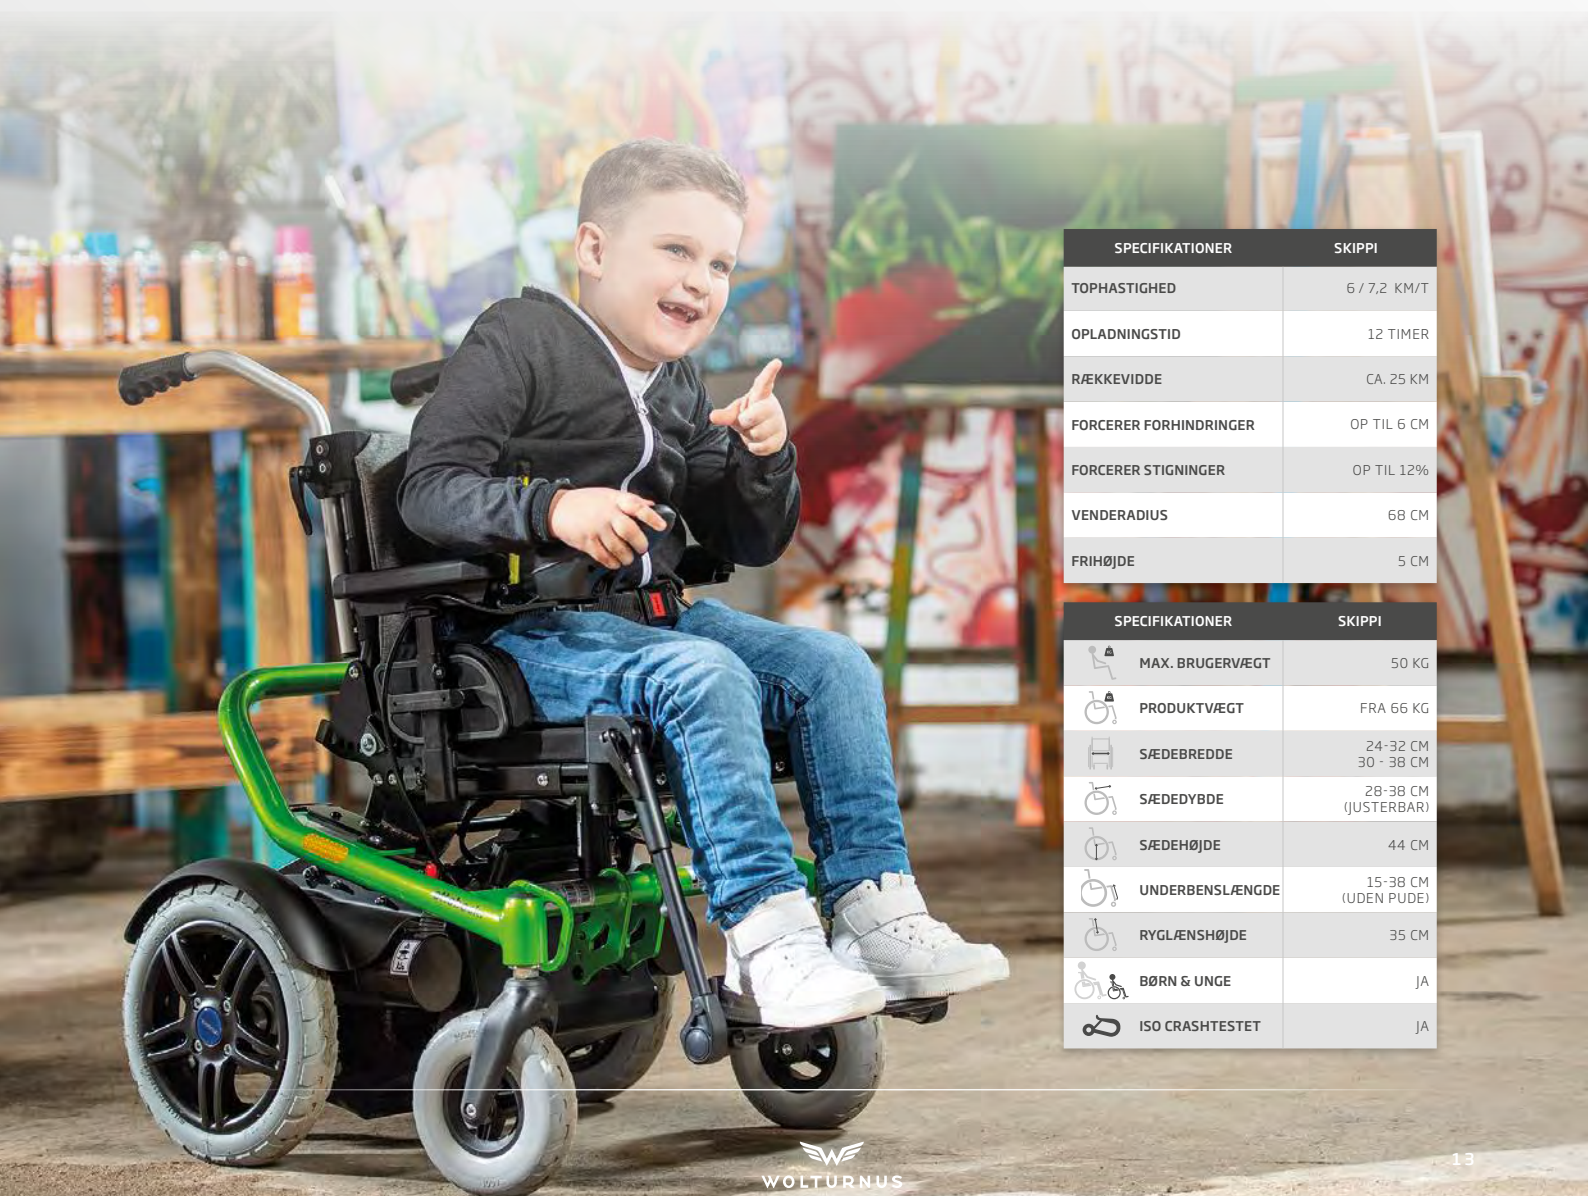 SPECIFIKATIONER SKIPPI
TOPHASTIGHED 6 / 7,2 KM/T
OPLADNINGSTID 12 TIMER
RÆKKEVIDDE CA. 25 KM
FORCERER FORHINDRINGER OP TIL 6 CM
FORCERER STIGNINGER OP TIL 12%
VENDERADIUS 68 CM
FRIHØJDE 5 CM
SPECIFIKATIONER SKIPPI
MAX. BRUGERVÆGT 50 KG
PRODUKTVÆGT FRA 66 KG
SÆDEBREDDE 24-32 CM
30 - 38 CM
SÆDEDYBDE 28-38 CM
(JUSTERBAR)
SÆDEHØJDE 44 CM
UNDERBENSLÆNGDE 15-38 CM
(UDEN PUDE)
RYGLÆNSHØJDE 35 CM
BØRN & UNGE JA
ISO CRASHTESTET JA
WOLTURNUS
13